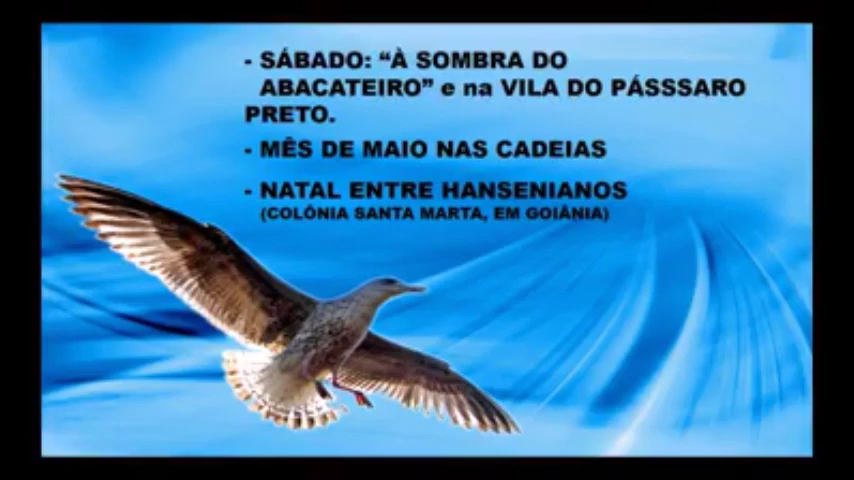 - SÁBADO: “À SOMBRA DO
ABACATEIRO” e na VILA DO PÁSSSARO
PRETO.
- MÊS DE MAIO NAS CADEIAS
- NATAL ENTRE HANSENIANOS
(COLÔNIA SANTA MARTA, EM GOIÂNIA)